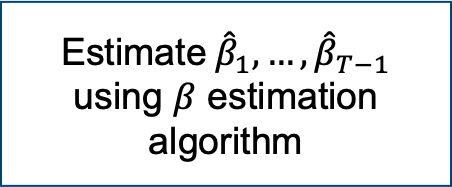 Estimate β̂₁, … , β̂_{T−1}
using β estimation
algorithm